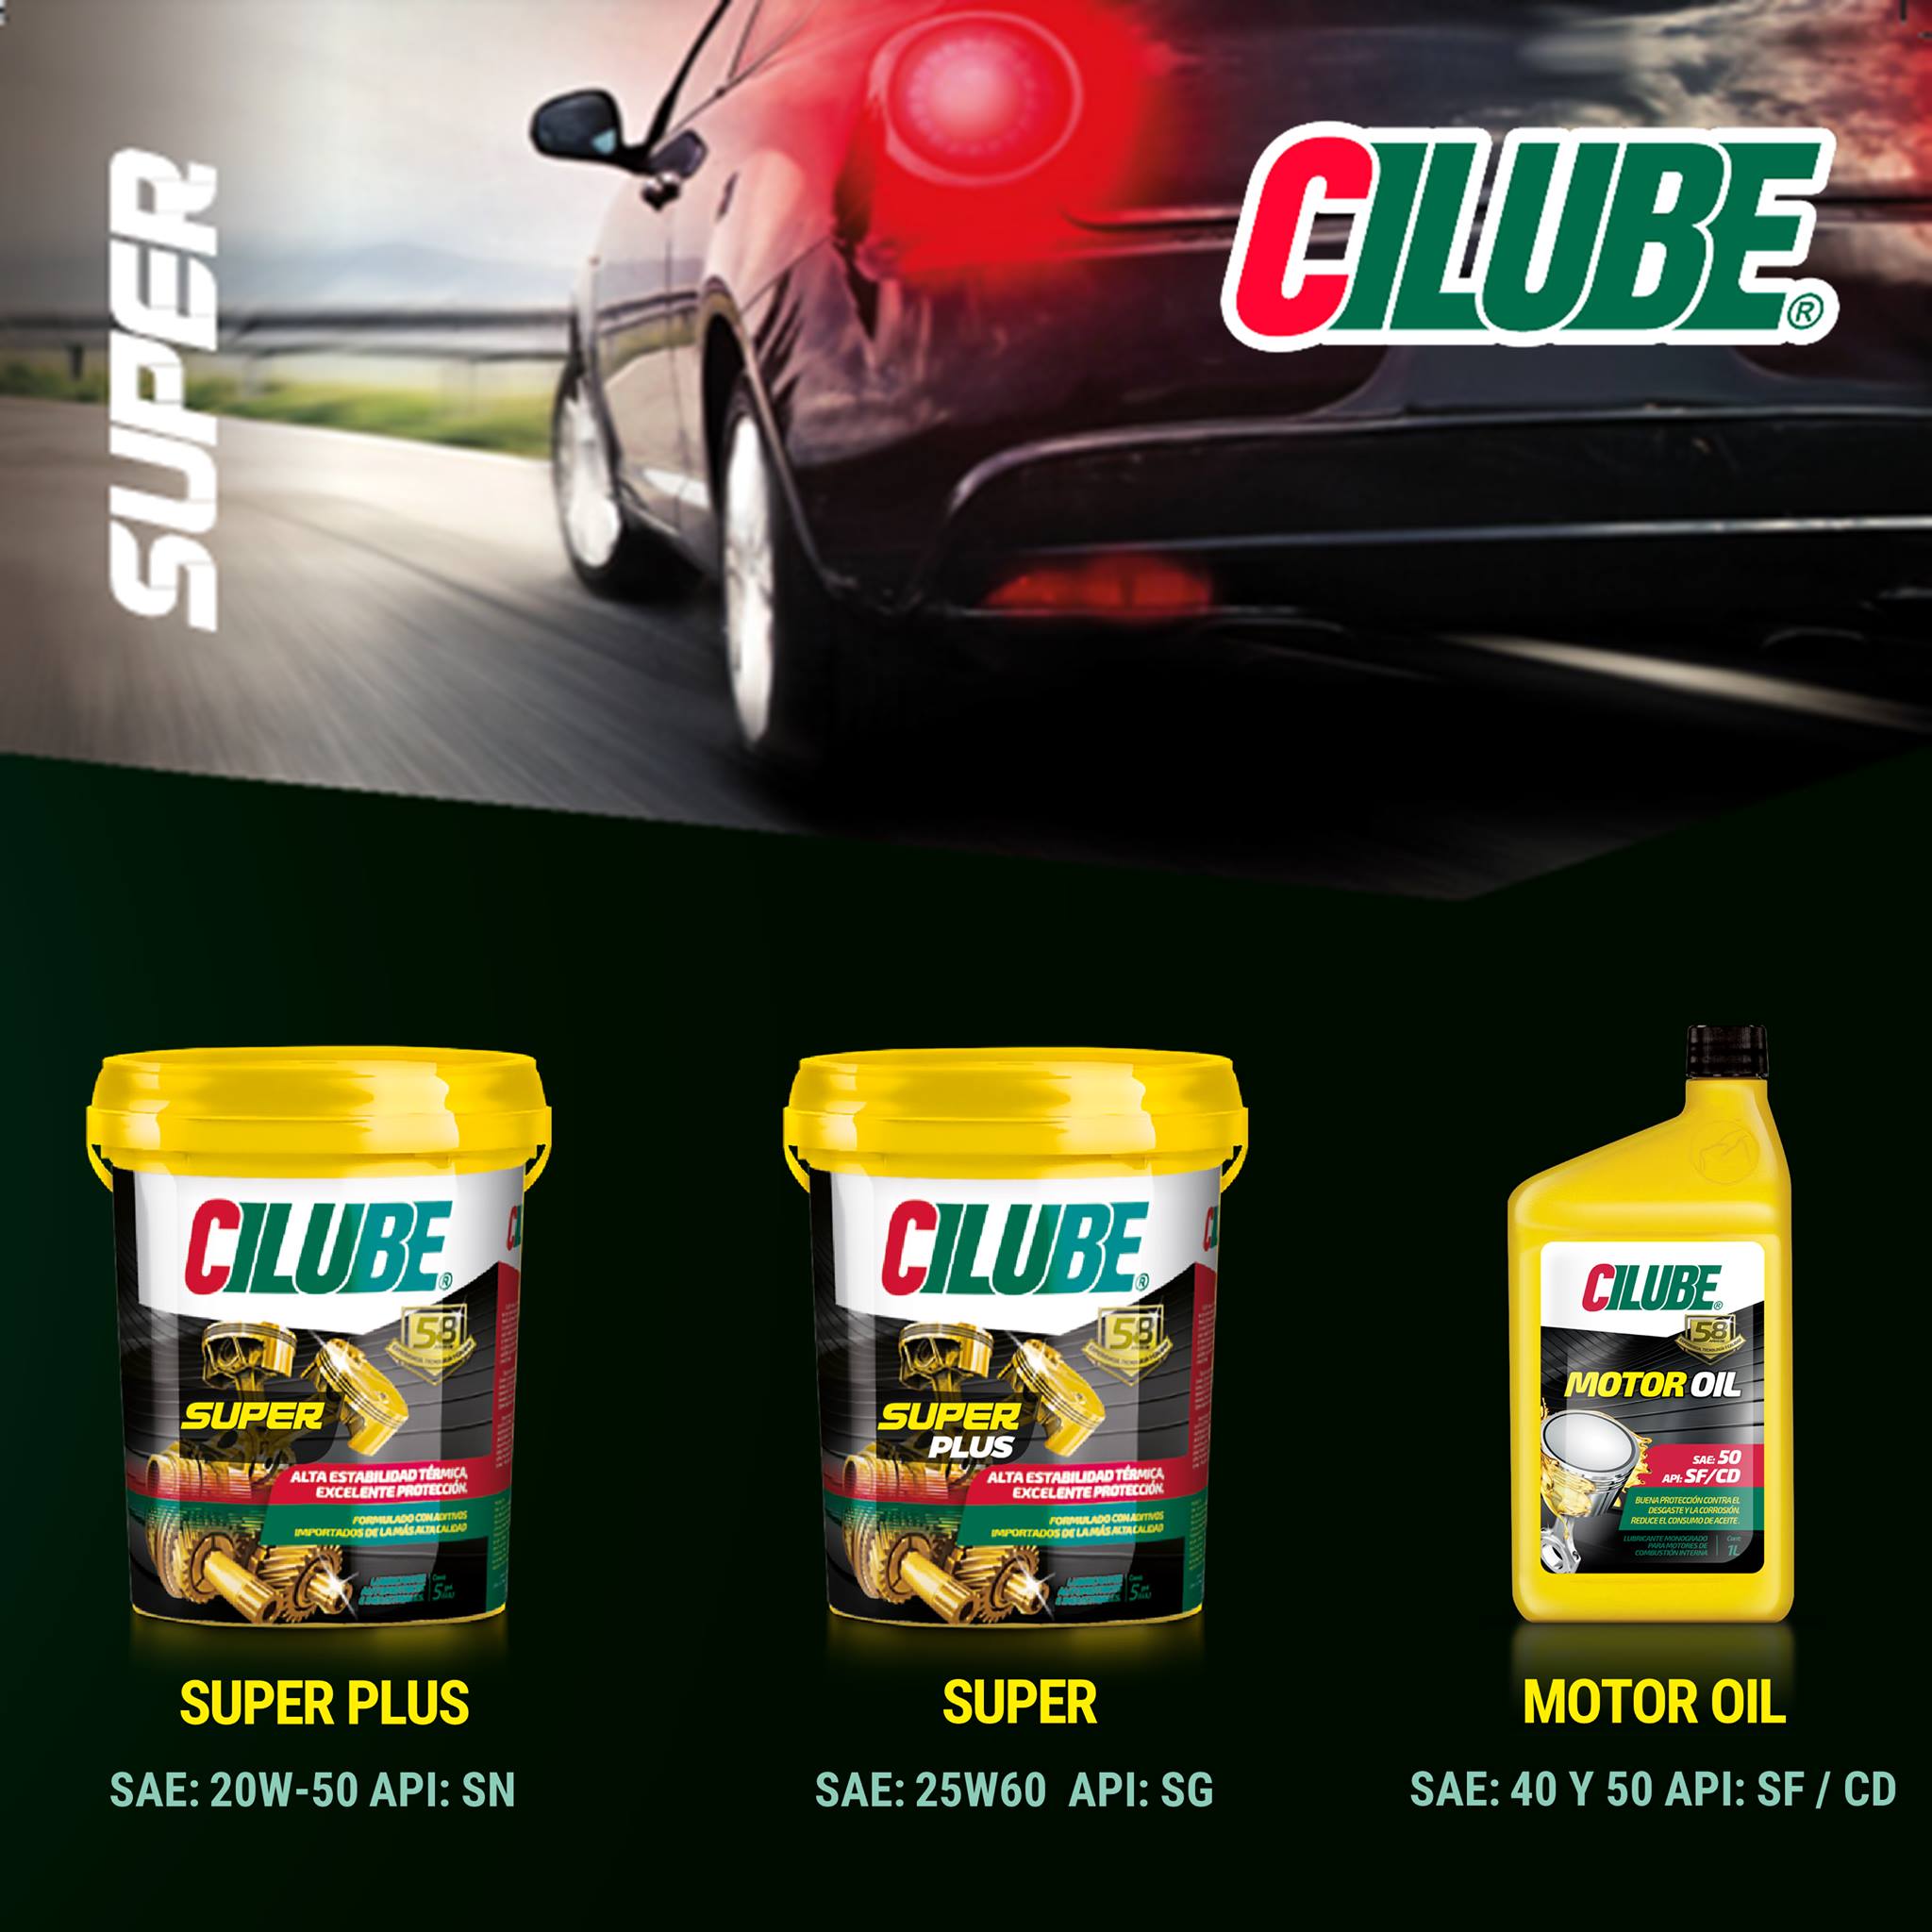 SUPER
CILUBE®
CILUBE®
58
SUPER
ALTA ESTABILIDAD TÉRMICA,
EXCELENTE PROTECCIÓN.
FORMULADO CON ADITIVOS
IMPORTADOS DE LA MÁS ALTA CALIDAD
5
SUPER PLUS
SAE: 20W-50 API: SN
CILUBE®
58
SUPER
PLUS
ALTA ESTABILIDAD TÉRMICA,
EXCELENTE PROTECCIÓN.
FORMULADO CON ADITIVOS
IMPORTADOS DE LA MÁS ALTA CALIDAD
5
SUPER
SAE: 25W60 API: SG
CILUBE®
58
MOTOR OIL
SAE: 50
API: SF/CD
BUENA PROTECCIÓN CONTRA EL
DESGASTE Y LA CORROSIÓN.
REDUCE EL CONSUMO DE ACEITE.
LUBRICANTE MONOGRADO
PARA MOTORES DE
COMBUSTIÓN INTERNA
Cont.
1L
MOTOR OIL
SAE: 40 Y 50 API: SF / CD